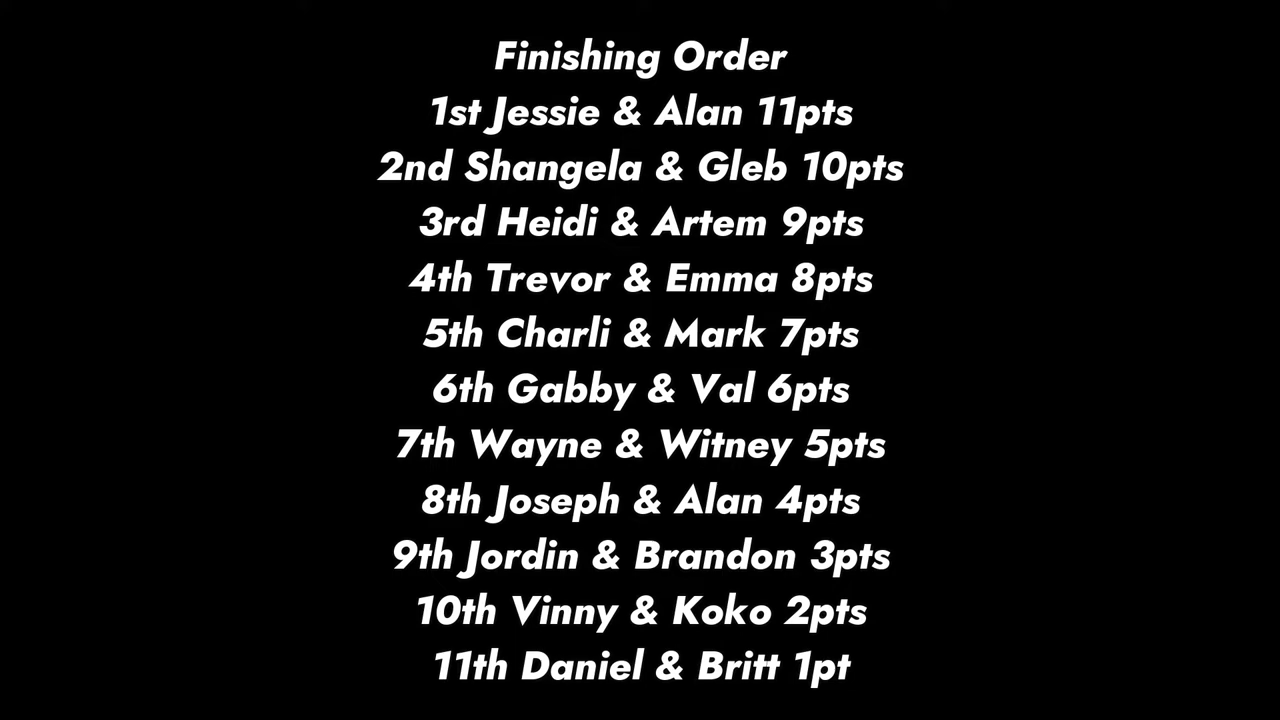 Finishing Order
1st Jessie & Alan 11pts
2nd Shangela & Gleb 10pts
3rd Heidi & Artem 9pts
4th Trevor & Emma 8pts
5th Charli & Mark 7pts
6th Gabby & Val 6pts
7th Wayne & Witney 5pts
8th Joseph & Alan 4pts
9th Jordin & Brandon 3pts
10th Vinny & Koko 2pts
11th Daniel & Britt 1pt